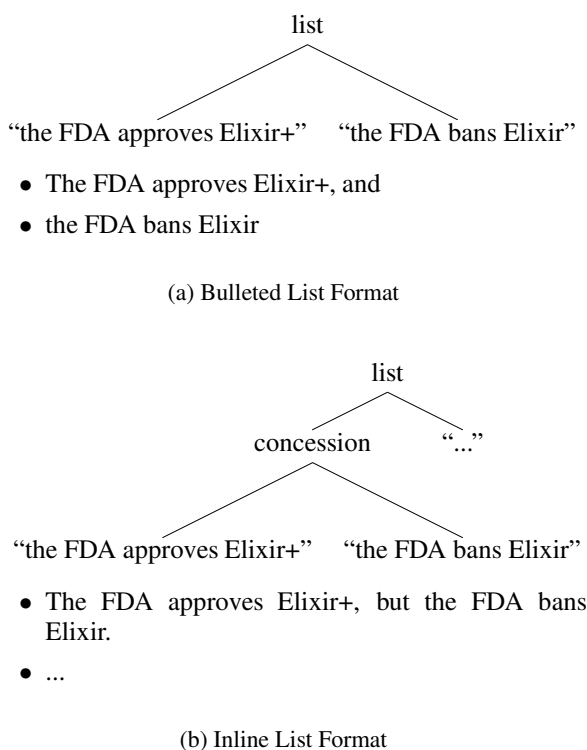 list
“the FDA approves Elixir+” “the FDA bans Elixir”
• The FDA approves Elixir+, and
• the FDA bans Elixir
(a) Bulleted List Format
list
concession “...”
“the FDA approves Elixir+” “the FDA bans Elixir”
• The FDA approves Elixir+, but the FDA bans
Elixir.
• ...
(b) Inline List Format